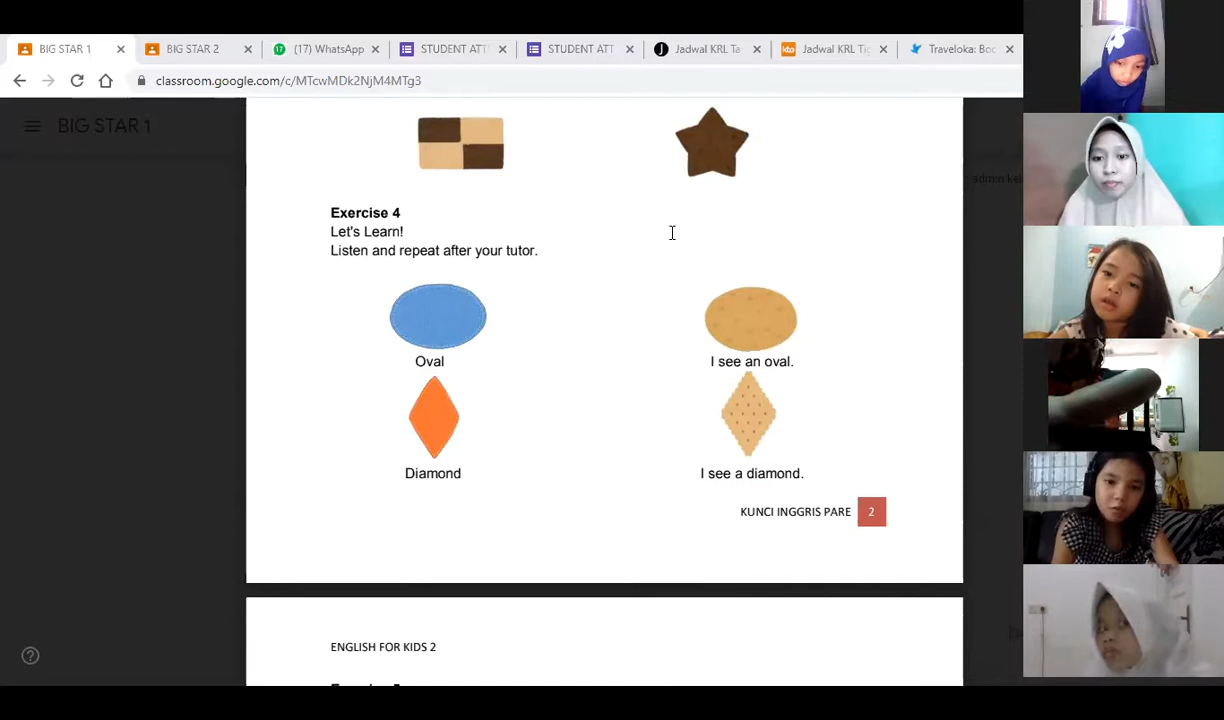 BIG STAR 1
BIG STAR 2
(17) WhatsApp
STUDENT ATT
STUDENT ATT
Jadwal KRL Ta
Jadwal KRL Tig
Traveloka: Boo
classroom.google.com/c/MTcwMDk2NjM4MTg3
BIG STAR 1
Exercise 4
Let's Learn!
Listen and repeat after your tutor.
Oval
I see an oval.
Diamond
I see a diamond.
KUNCI INGGRIS PARE 2
ENGLISH FOR KIDS 2